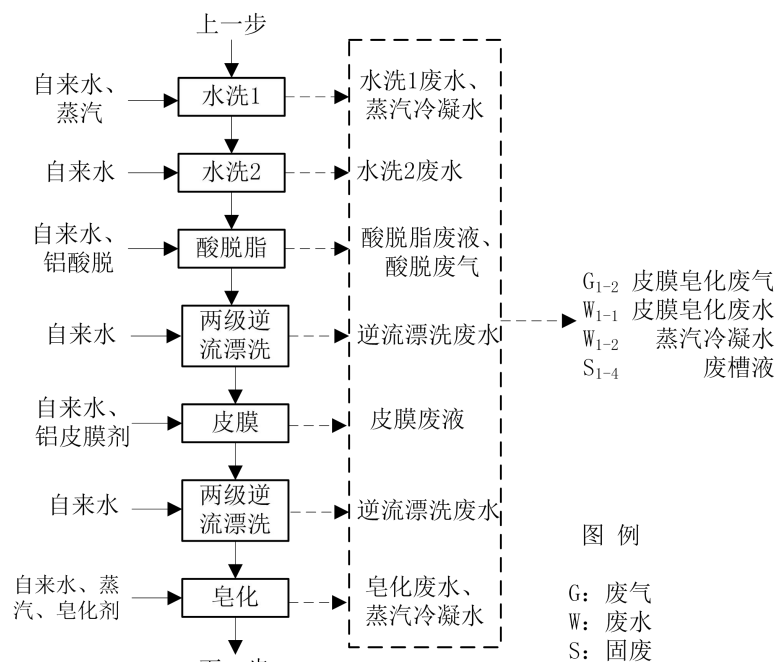 上一步
自来水、
蒸汽
水洗1
水洗1废水、
蒸汽冷凝水
自来水
水洗2
水洗2废水
自来水、
铝酸脱
酸脱脂
酸脱脂废液、
酸脱废气
自来水
两级逆
流漂洗
逆流漂洗废水
自来水、
铝皮膜剂
皮膜
皮膜废液
自来水
两级逆
流漂洗
逆流漂洗废水
自来水、蒸
汽、皂化剂
皂化
皂化废水、
蒸汽冷凝水
G1-2 皮膜皂化废气
W1-1 皮膜皂化废水
W1-2 蒸汽冷凝水
S1-4 废槽液
图 例
G: 废气
W: 废水
S: 固废